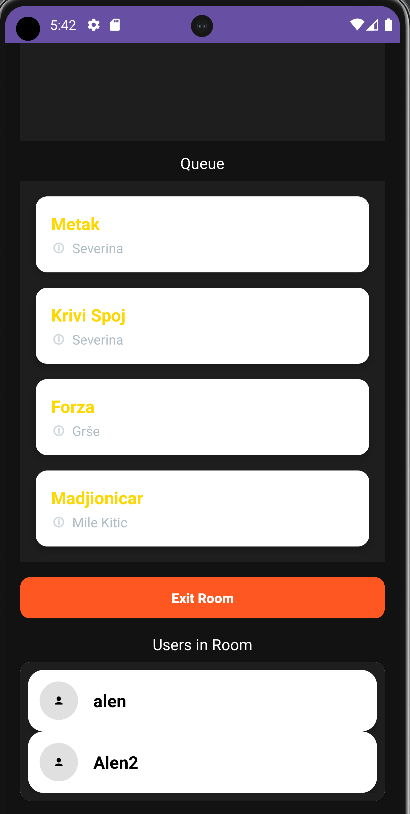 5:42
Queue
Metak
Severina
Krivi Spoj
Severina
Forza
Grše
Madjionicar
Mile Kitic
Exit Room
Users in Room
alen
Alen2